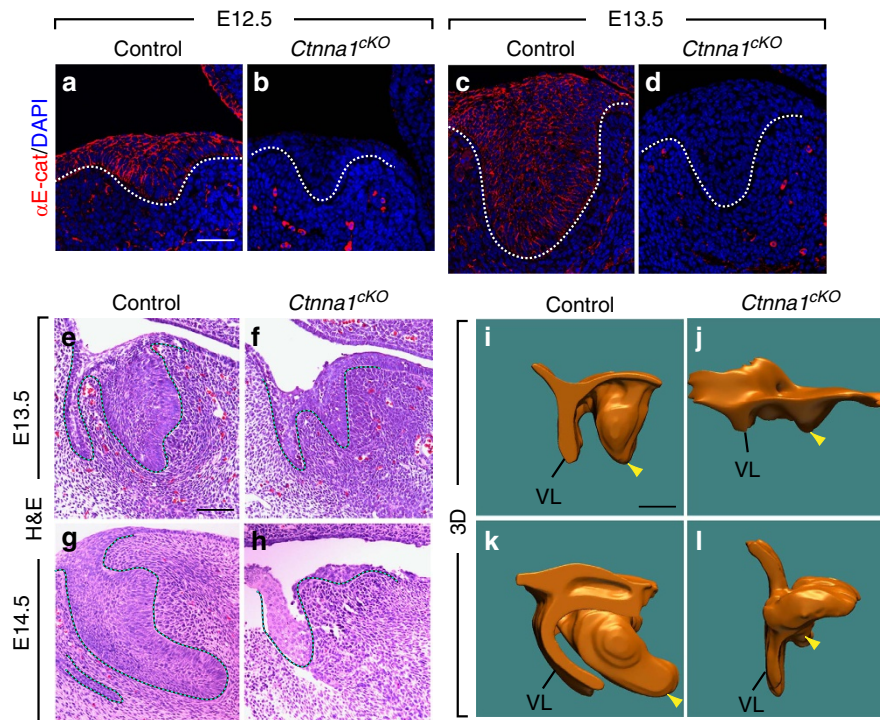 E12.5 E13.5
Control Ctnna1cKO Control Ctnna1cKO
a b c d
αE-cat/DAPI
Control Ctnna1cKO Control Ctnna1cKO
e f i j
E13.5
VL VL
H&E 3D
g h k l
E14.5
VL VL